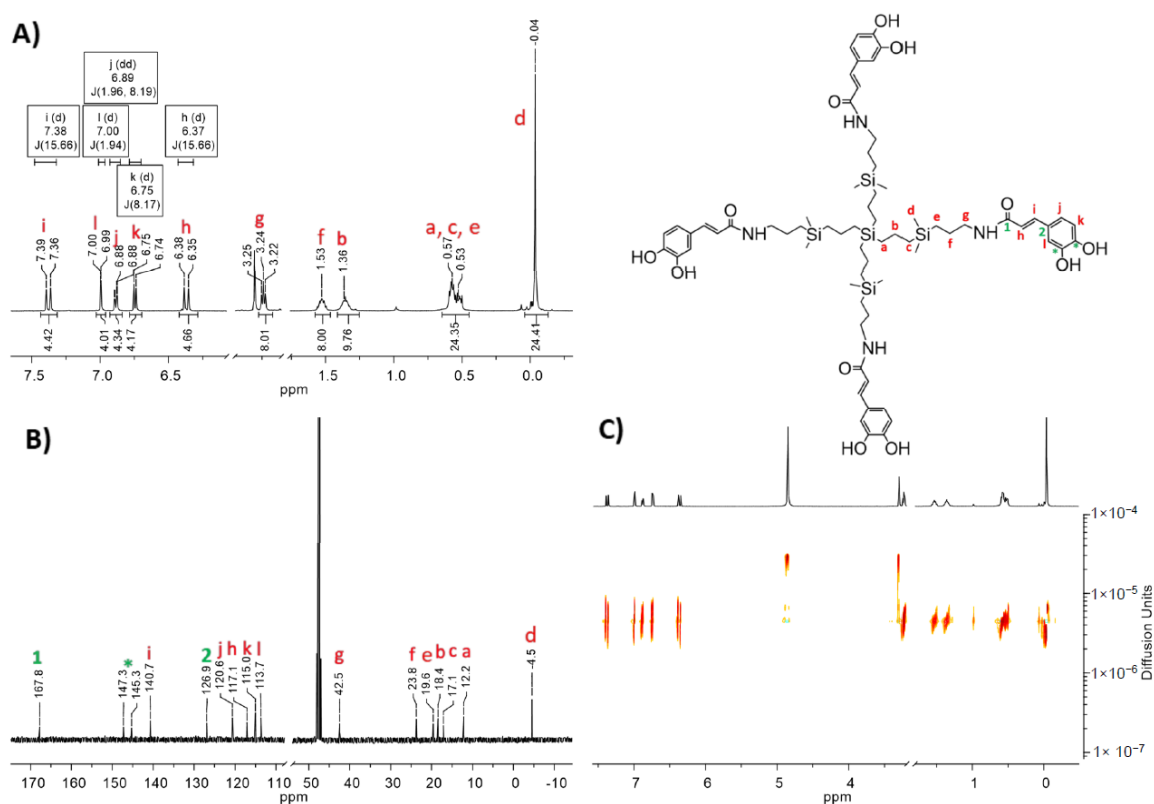 A)
j (dd)
6.89
J(1.96, 8.19)
i (d)
7.38
J(15.66)
l (d)
7.00
J(1.94)
h (d)
6.37
J(15.66)
k (d)
6.75
J(8.17)
i
l
j
k
h
g
f
b
a, c, e
d
7.39
7.36
7.00
6.99
6.88
6.88
6.75
6.74
6.38
6.35
3.25
3.24
3.22
1.53
1.36
0.57
0.53
-0.04
4.42
4.01
4.34
4.17
4.66
8.01
8.00
9.76
24.35
24.41
7.5 7.0 6.5 1.5 1.0 0.5 0.0
ppm
OH
OH
O
NH
Si
OH
HO
O
NH
Si
Si
a
b
c
d
Si
e
f
g
NH
O
1
h
i
2
j
k
l
*
*
OH
OH
Si
NH
O
HO
OH
B)
1
*
i
2
j
h
k
l
g
f
e
b
c
a
d
167.8
147.3
145.3
140.7
126.9
120.6
117.1
115.0
113.7
42.5
23.8
19.6
18.4
17.1
12.2
-4.5
170 160 150 140 130 120 110 50 40 30 20 10 0 -10
ppm
C)
1×10⁻⁴
1×10⁻⁵
1×10⁻⁶
1×10⁻⁷
Diffusion Units
7 6 5 4 1 0
ppm